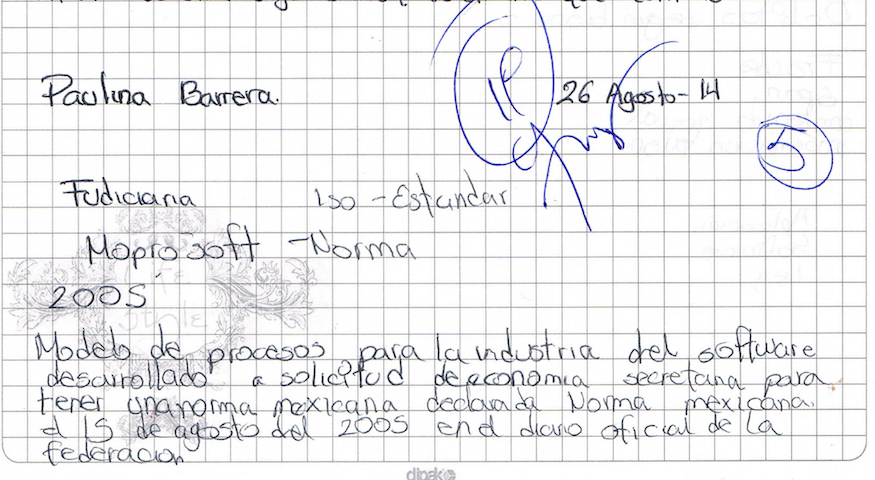 Paulina Barrera.
1P
26 Agosto-14
5
Fudiciaria Iso -Estandar
Moprosoft -Norma
2005
Modelo de procesos para la industria del software
desarrollado a solicitud de economia secretaria para
tener una norma mexicana declarada Norma mexicana.
el 15 de agosto del 2005 en el diario oficial de la
federacion
dipak